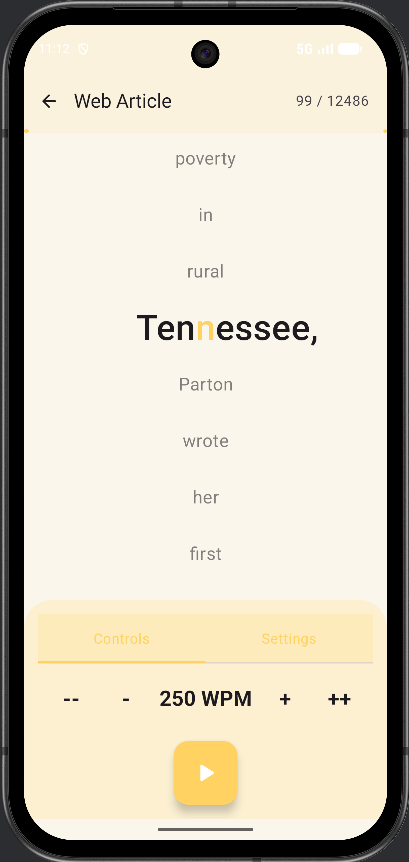 11:12
5G
Web Article
99 / 12486
poverty
in
rural
Tennessee,
Parton
wrote
her
first
Controls
Settings
-- - 250 WPM + ++